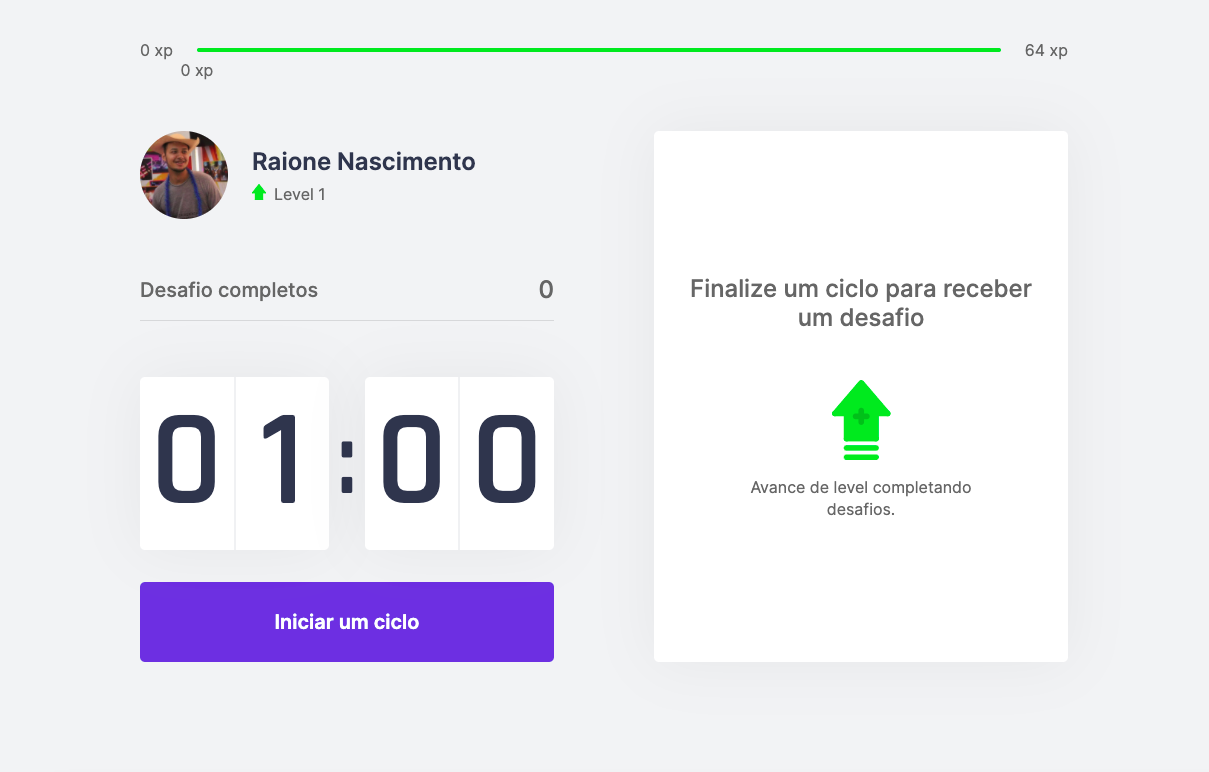 0 xp
64 xp
0 xp
Raione Nascimento
Level 1
Desafio completos
0
01:00
Iniciar um ciclo
Finalize um ciclo para receber
um desafio
Avance de level completando
desafios.